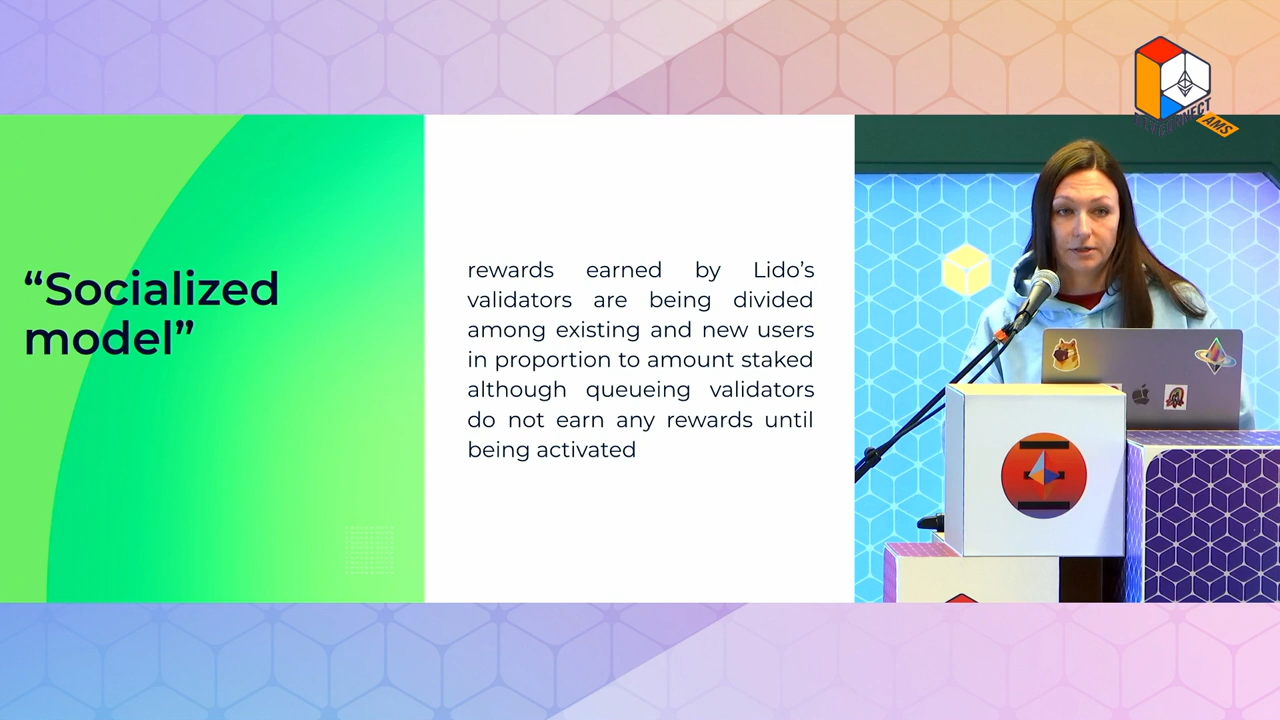 “Socialized
model”
rewards earned by Lido’s
validators are being divided
among existing and new users
in proportion to amount staked
although queueing validators
do not earn any rewards until
being activated
AMS